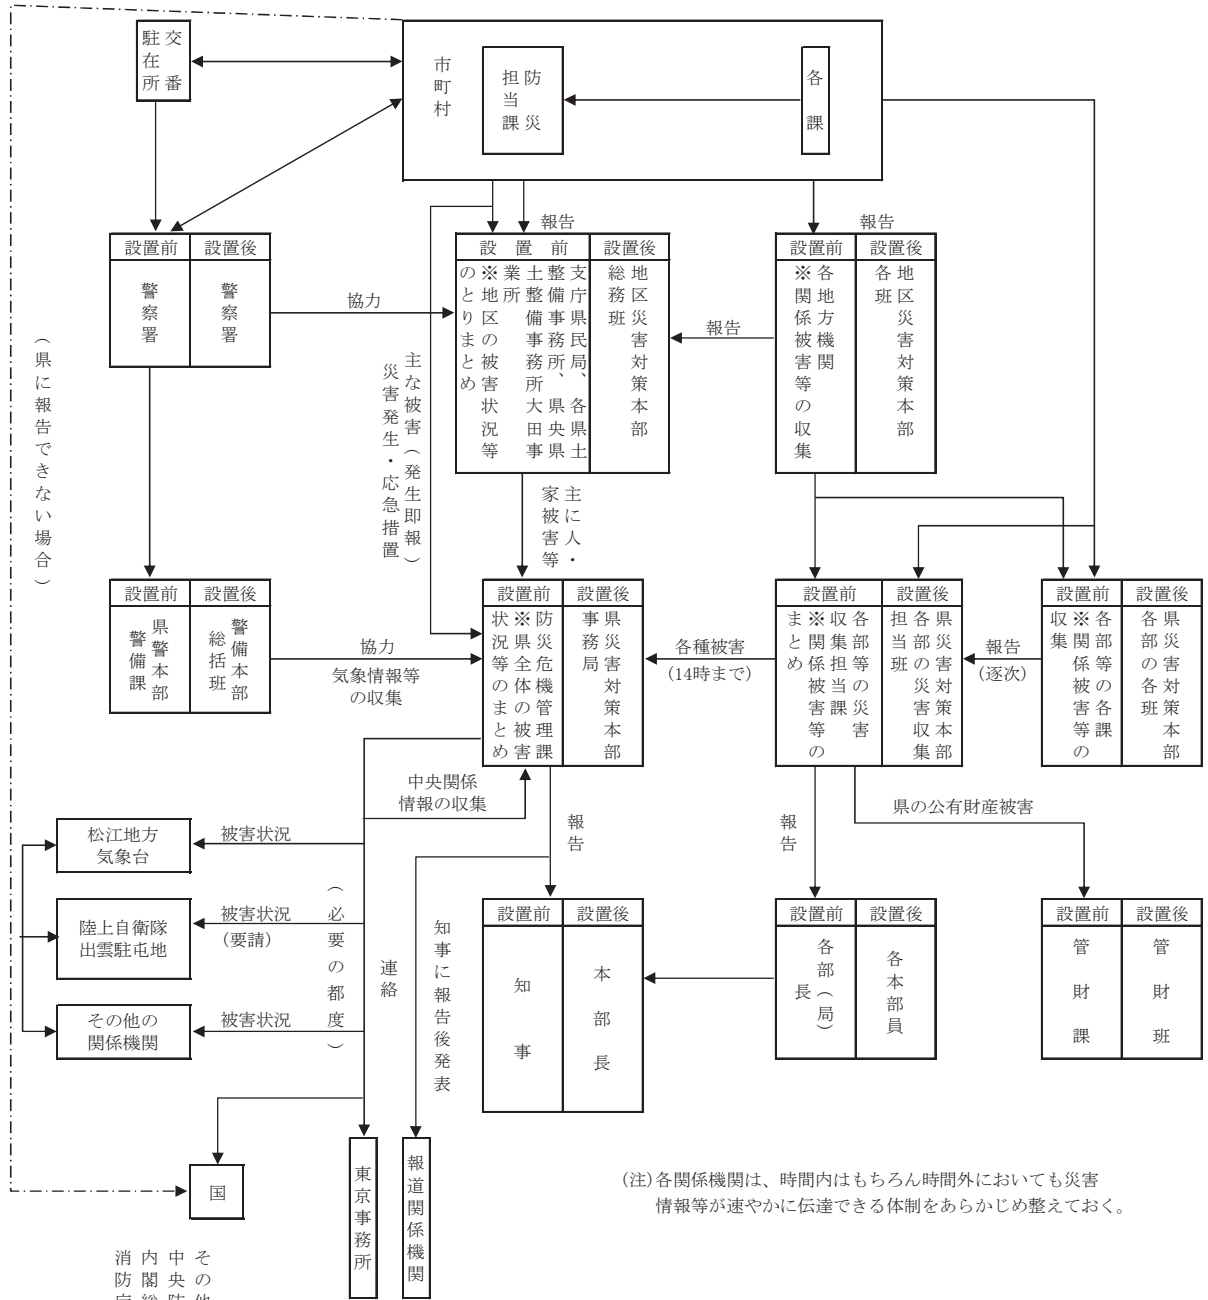 交番
駐在所
市町村
防災
担当課
各課
報告
報告
設置前
設置後
警察署
警察署
協力
設置前
設置後
支庁県民局、各県土
整備事務所、県央県
土整備事務所大田事
業所
※地区の被害状況等
のとりまとめ
地区災害対策本部
総務班
報告
設置前
設置後
各地方機関
※関係被害等の収集
地区災害対策本部
各班
(県に報告できない場合)
主な被害(発生即報)
災害発生・応急措置
主に人・
家被害等
設置前
設置後
県警本部
警備課
警備本部
総括班
協力
気象情報等
の収集
設置前
設置後
防災危機管理課
※県全体の被害
状況等のまとめ
県災害対策本部
事務局
各種被害
(14時まで)
設置前
設置後
各部等の災害
収集担当課
※関係被害等の
まとめ
県災害対策本部
各部の災害収集
担当班
報告
(逐次)
設置前
設置後
各部等の各課
※関係被害等の
収集
県災害対策本部
各部の各班
中央関係
情報の収集
報告
報告
県の公有財産被害
松江地方
気象台
被害状況
陸上自衛隊
出雲駐屯地
被害状況
(要請)
その他の
関係機関
被害状況
(必要の都度)
連絡
知事に報告後発表
設置前
設置後
知事
本部長
設置前
設置後
各部(局)
長
各本部員
設置前
設置後
管財課
管財班
国
東京事務所
報道関係機関
(注)各関係機関は、時間内はもちろん時間外においても災害
情報等が速やかに伝達できる体制をあらかじめ整えておく。
その他
中央防
内閣総
消防庁